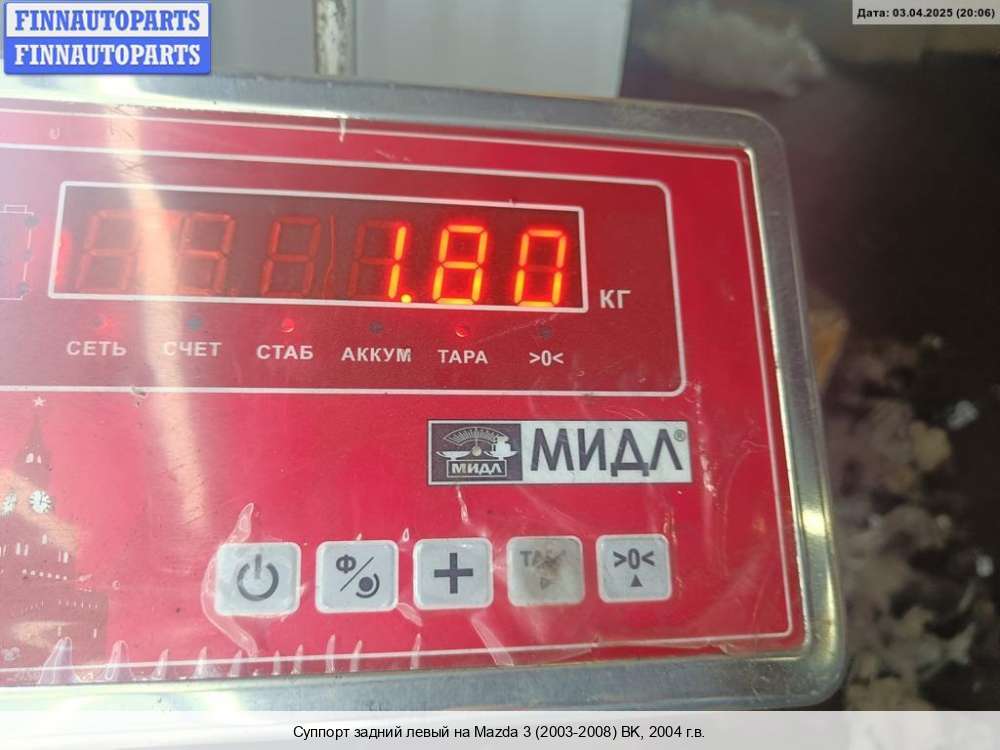 FINNAUTOPARTS
FINNAUTOPARTS
Дата: 03.04.2025 (20:06)
1.80
КГ
СЕТЬ СЧЕТ СТАБ АККУМ ТАРА >0<
МИДЛ МИДЛ®
Ф + >0<
Суппорт задний левый на Mazda 3 (2003-2008) BK, 2004 г.в.